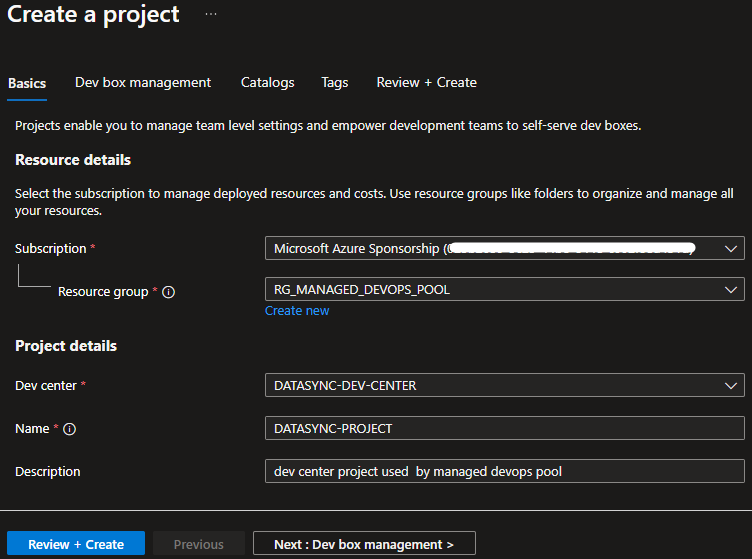 Create a project ...
Basics Dev box management Catalogs Tags Review + Create
Projects enable you to manage team level settings and empower development teams to self-serve dev boxes.
Resource details
Select the subscription to manage deployed resources and costs. Use resource groups like folders to organize and manage all
your resources.
Subscription * Microsoft Azure Sponsorship (
Resource group * RG_MANAGED_DEVOPS_POOL
Create new
Project details
Dev center * DATASYNC-DEV-CENTER
Name * DATASYNC-PROJECT
Description dev center project used  by managed devops pool
Review + Create Previous Next : Dev box management >